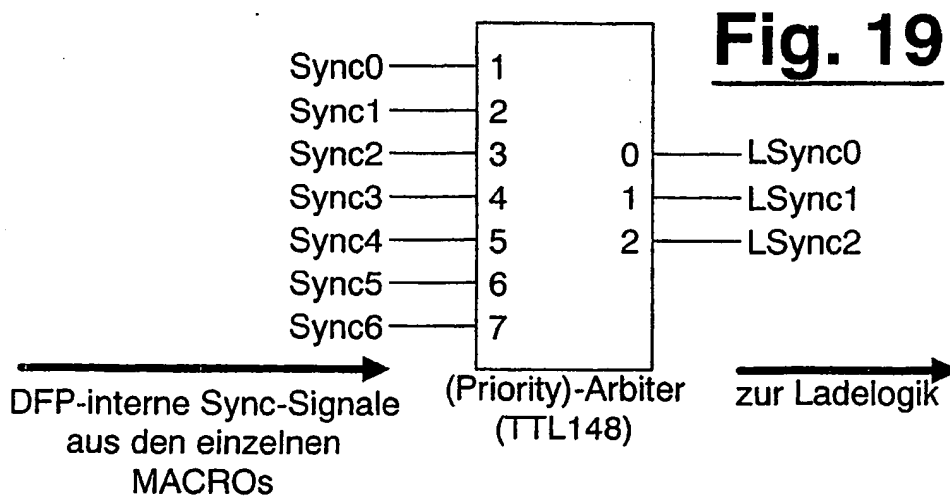 Fig. 19
Sync0 1
Sync1 2
Sync2 3 0 LSync0
Sync3 4 1 LSync1
Sync4 5 2 LSync2
Sync5 6
Sync6 7
DFP-interne Sync-Signale
aus den einzelnen
MACROs
(Priority)-Arbiter
(TTL148)
zur Ladelogik